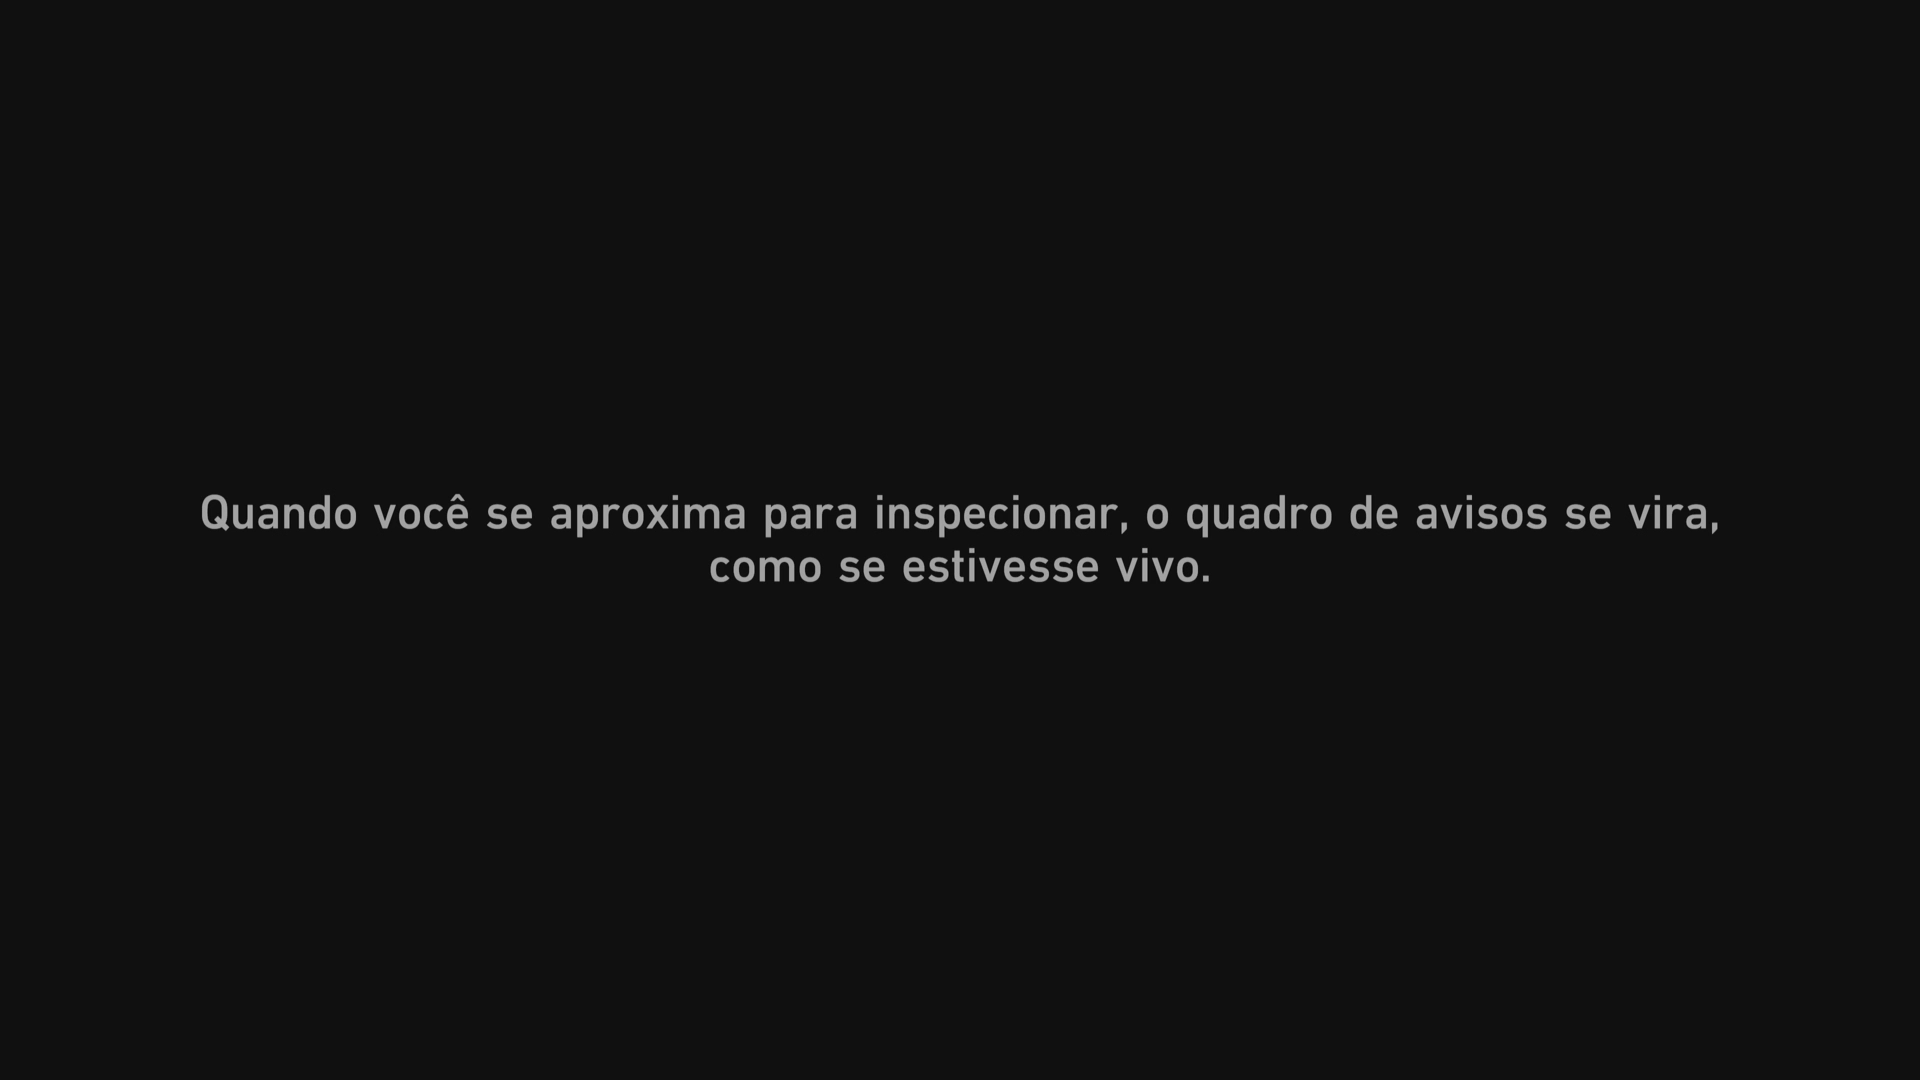 Quando você se aproxima para inspecionar, o quadro de avisos se vira,
como se estivesse vivo.